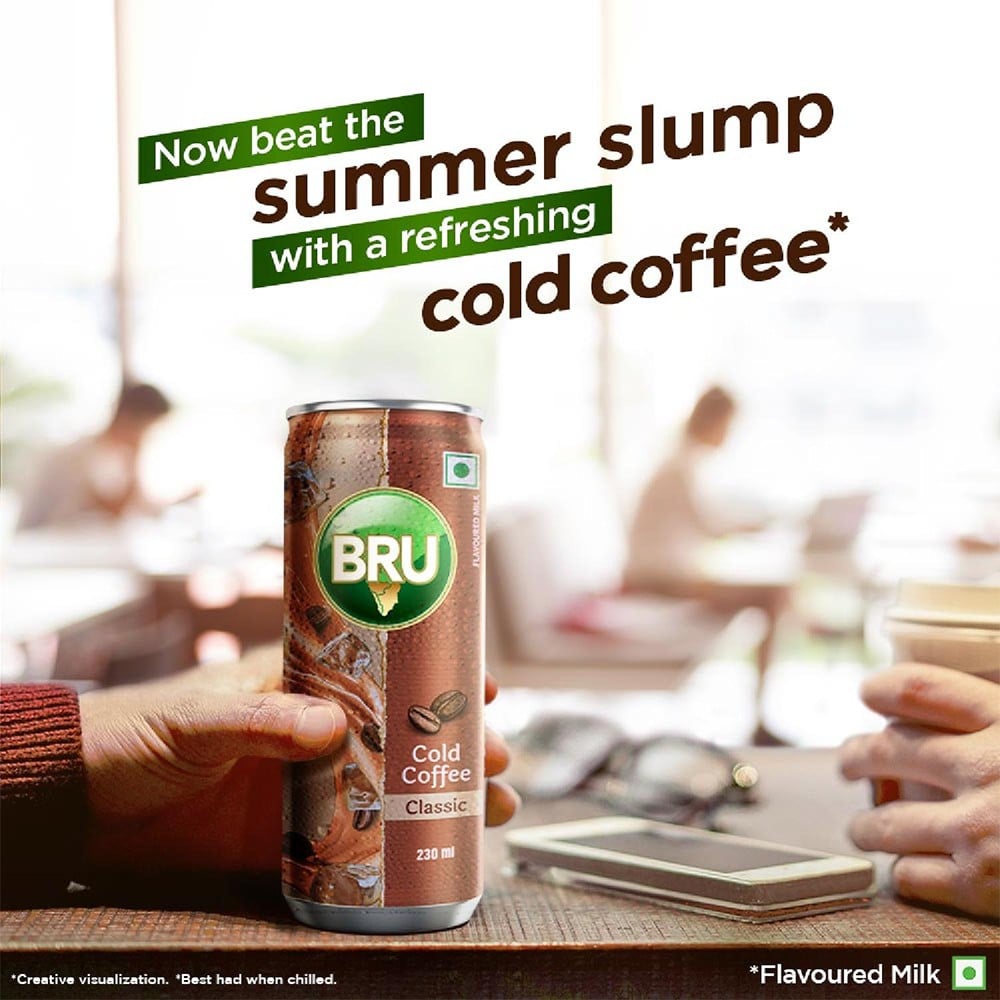 Now beat the
summer slump
with a refreshing
cold coffee*
BRU
FLAVOURED MILK
Cold
Coffee
Classic
230 ml
*Creative visualization. *Best had when chilled.
*Flavoured Milk